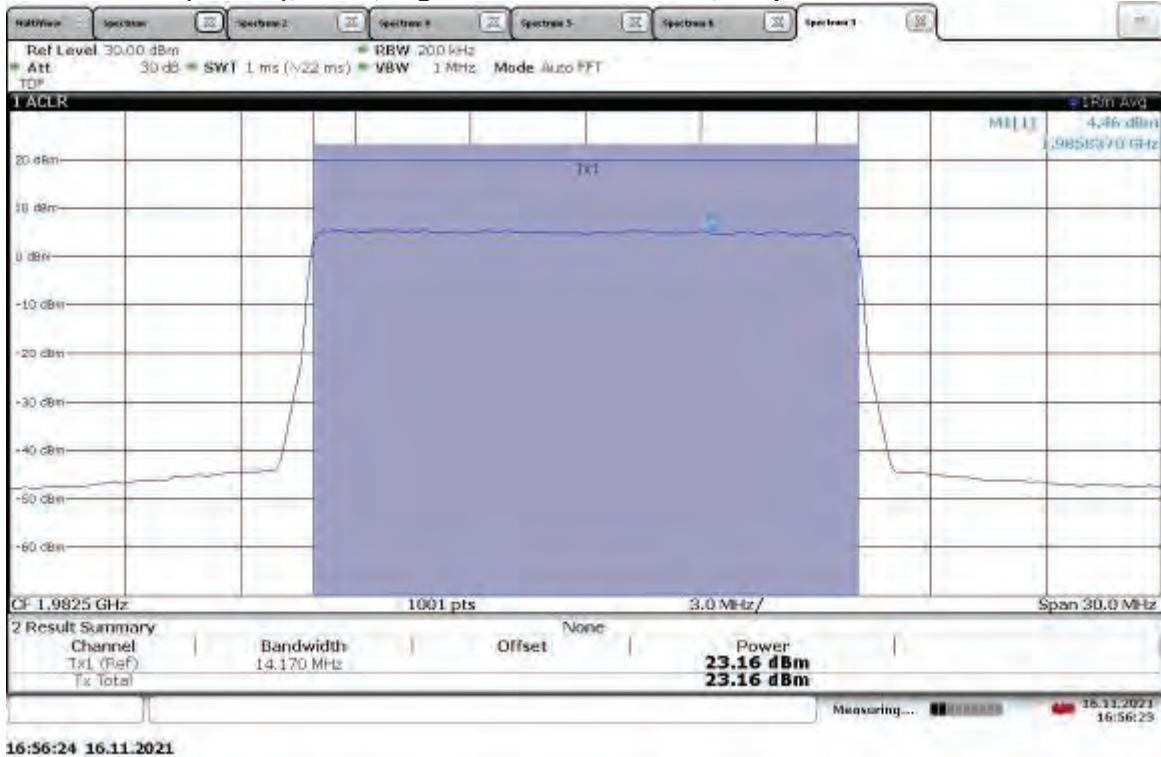 MultiView Spectrum Spectrum 2 Spectrum 4 Spectrum 5 Spectrum 6 Spectrum 3
Ref Level 30.00 dBm RBW 200 kHz
Att 30 dB SWT 1 ms (~22 ms) VBW 1 MHz Mode Auto FFT
TDF
1 ACLR 1Rm Avg
M1[1] 4.46 dBm
1.9858370 GHz
20 dBm
Tx1
10 dBm
0 dBm
-10 dBm
-20 dBm
-30 dBm
-40 dBm
-50 dBm
-60 dBm
CF 1.9825 GHz 1001 pts 3.0 MHz/ Span 30.0 MHz
2 Result Summary None
Channel Bandwidth Offset Power
Tx1 (Ref) 14.170 MHz 23.16 dBm
Tx Total 23.16 dBm
Measuring.... 16.11.2021
16:56:23
16:56:24 16.11.2021